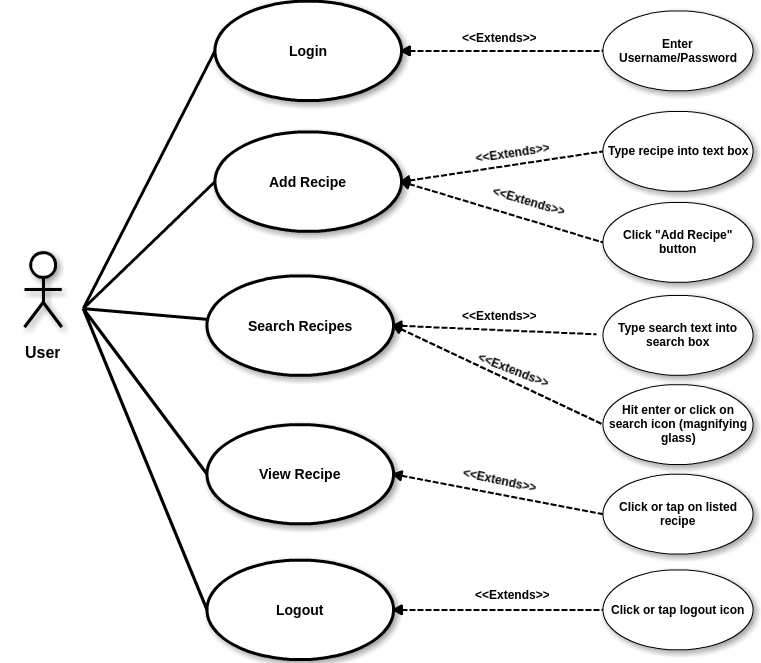 Login
<<Extends>>
Enter
Username/Password
Add Recipe
<<Extends>>
Type recipe into text box
<<Extends>>
Click "Add Recipe"
button
User
Search Recipes
<<Extends>>
Type search text into
search box
<<Extends>>
Hit enter or click on
search icon (magnifying
glass)
View Recipe
<<Extends>>
Click or tap on listed
recipe
Logout
<<Extends>>
Click or tap logout icon